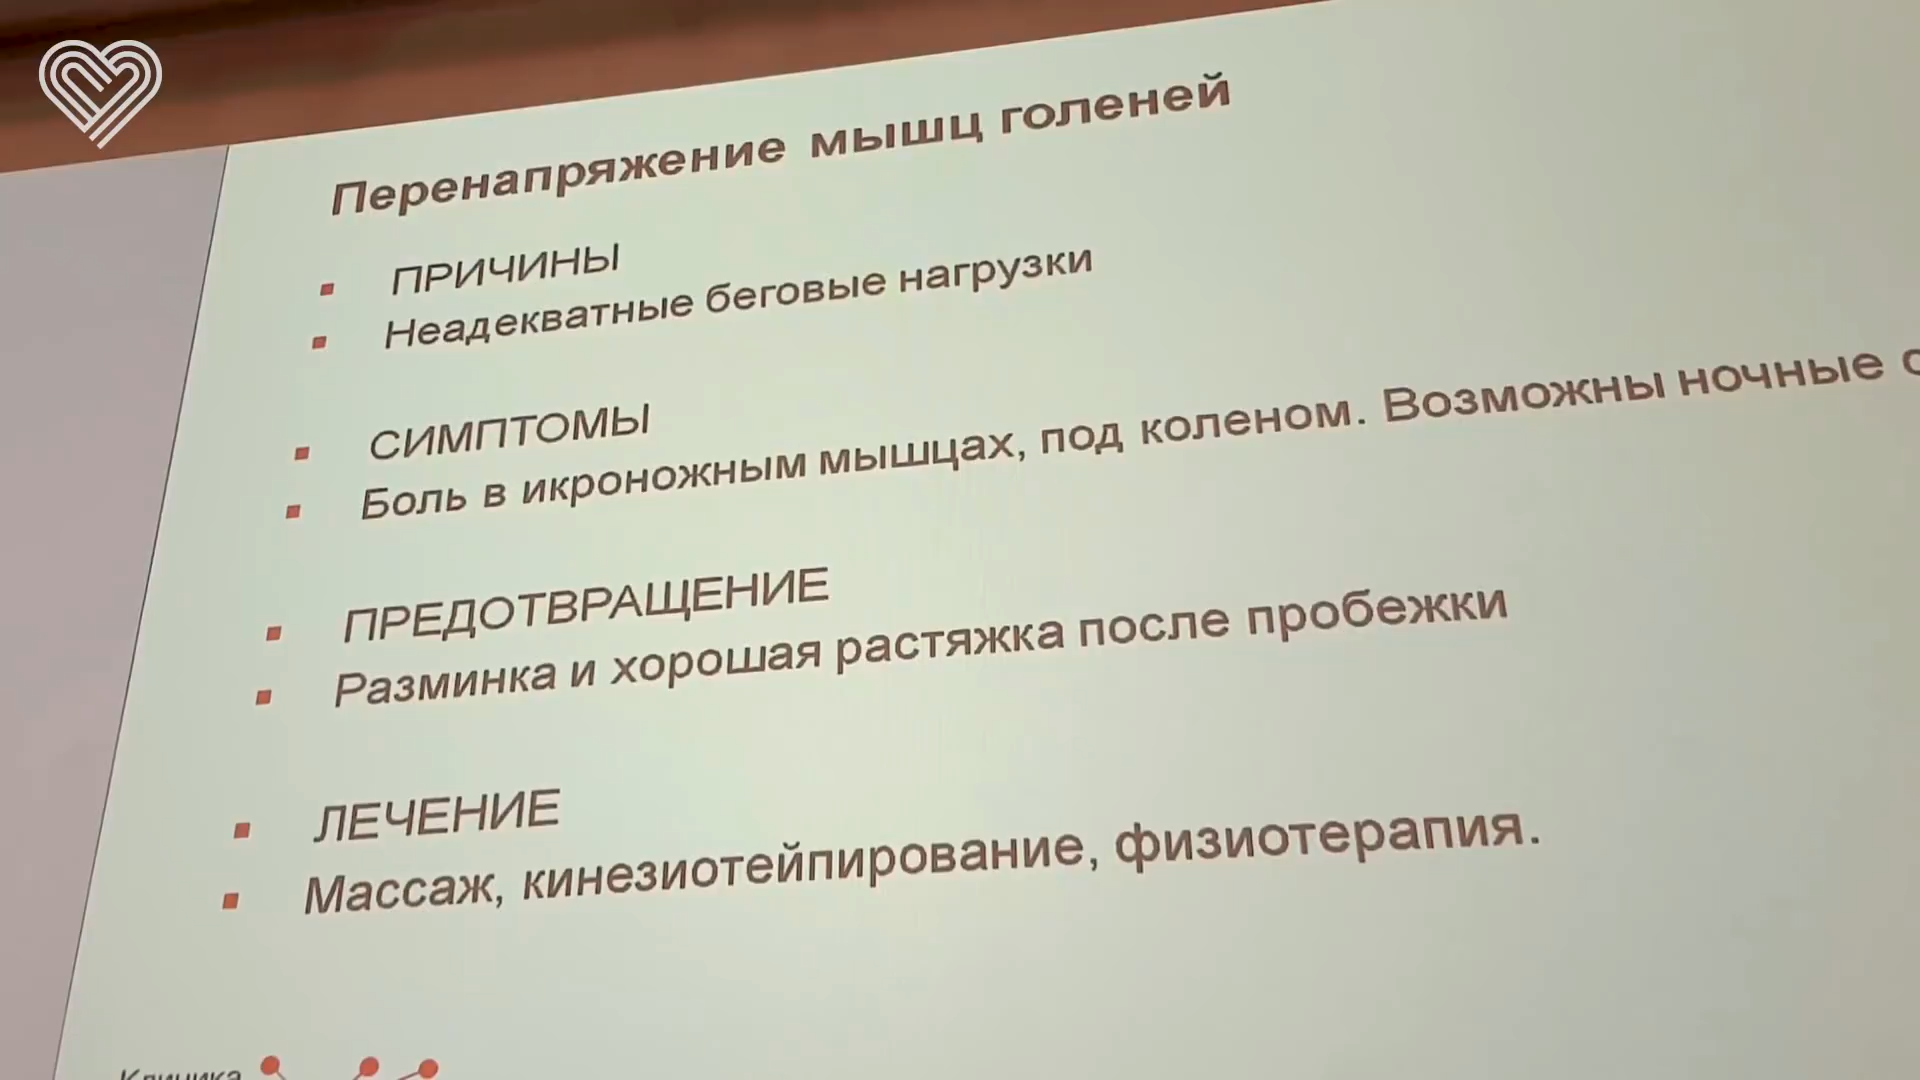 Перенапряжение мышц голеней
ПРИЧИНЫ
Неадекватные беговые нагрузки
СИМПТОМЫ
Боль в икроножным мышцах, под коленом. Возможны ночные
ПРЕДОТВРАЩЕНИЕ
Разминка и хорошая растяжка после пробежки
ЛЕЧЕНИЕ
Массаж, кинезиотейпирование, физиотерапия.
Клиника